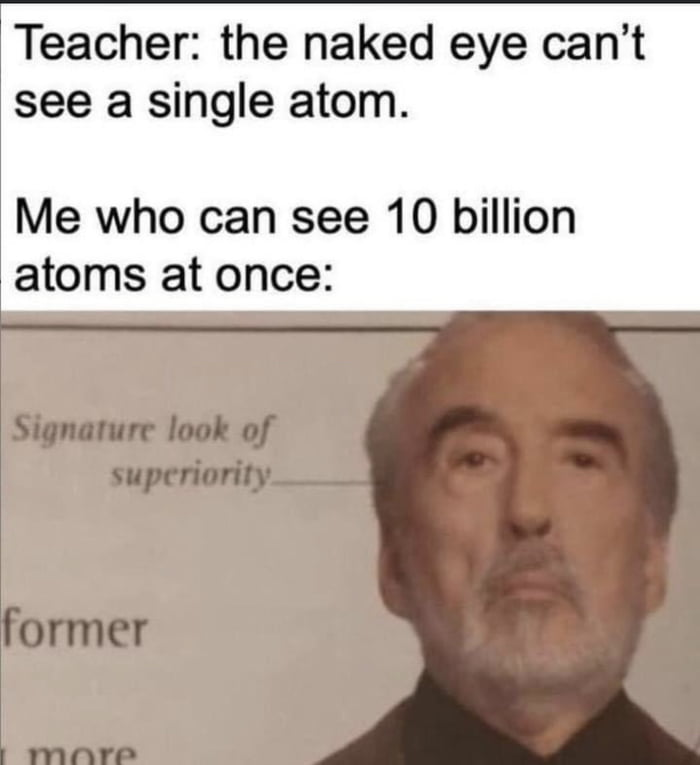 Teacher: the naked eye can't
see a single atom.
Me who can see 10 billion
atoms at once:
Signature look of
superiority
former
more